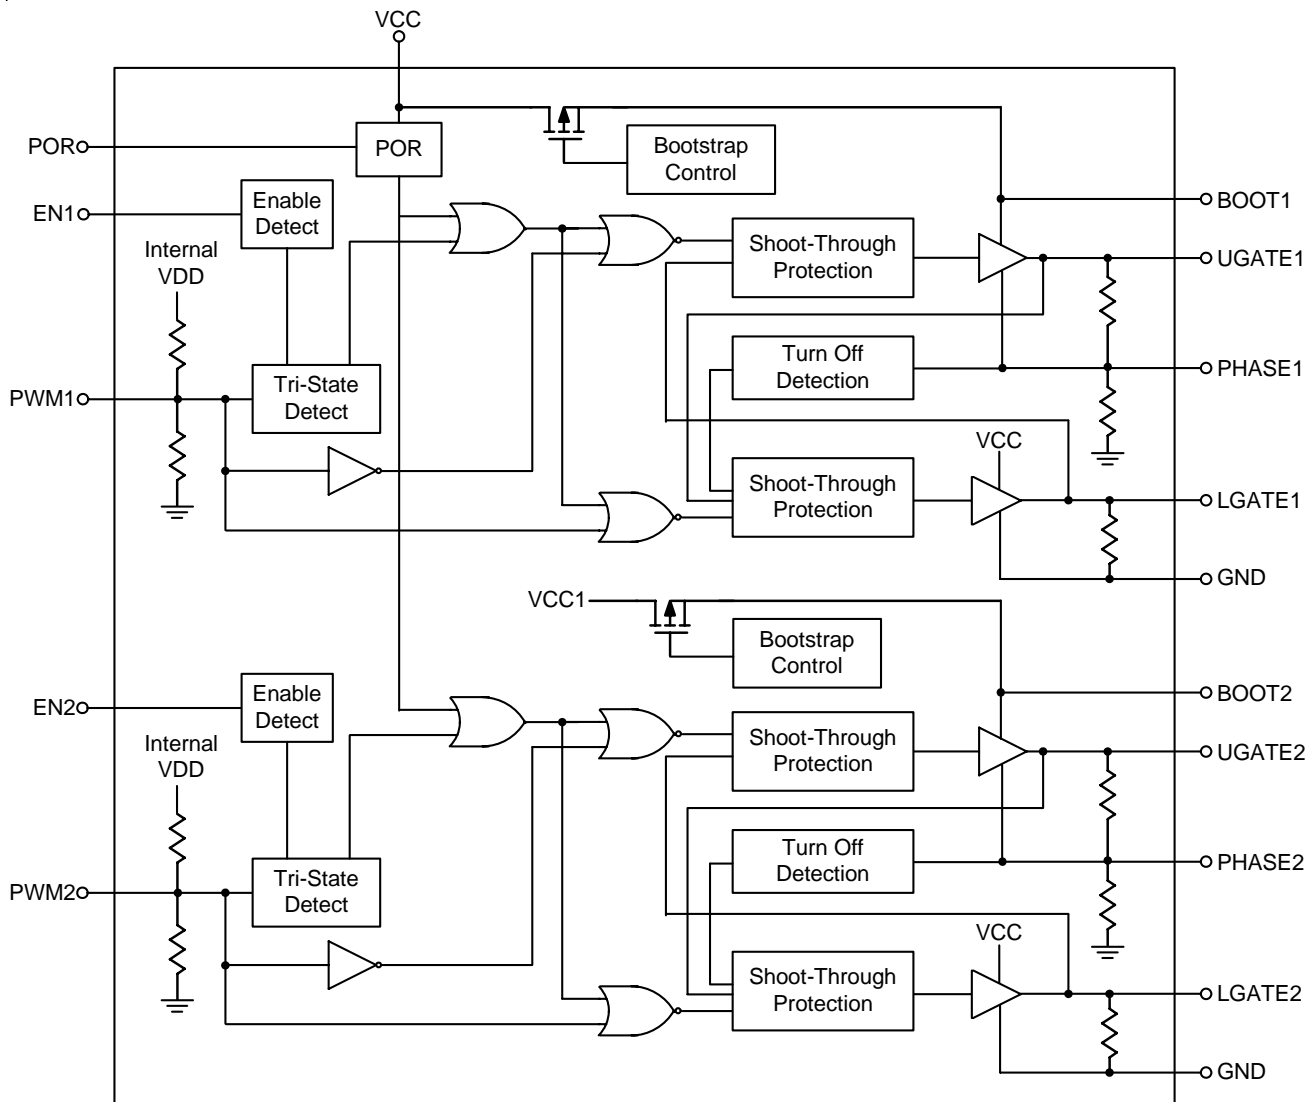 VCC
POR
POR
Bootstrap
Control
Enable
Detect
EN1
BOOT1
Internal
VDD
Shoot-Through
Protection
UGATE1
Turn Off
Detection
PHASE1
Tri-State
Detect
PWM1
VCC
Shoot-Through
Protection
LGATE1
GND
VCC1
Bootstrap
Control
Enable
Detect
EN2
BOOT2
Internal
VDD
Shoot-Through
Protection
UGATE2
Turn Off
Detection
PHASE2
Tri-State
Detect
PWM2
VCC
Shoot-Through
Protection
LGATE2
GND